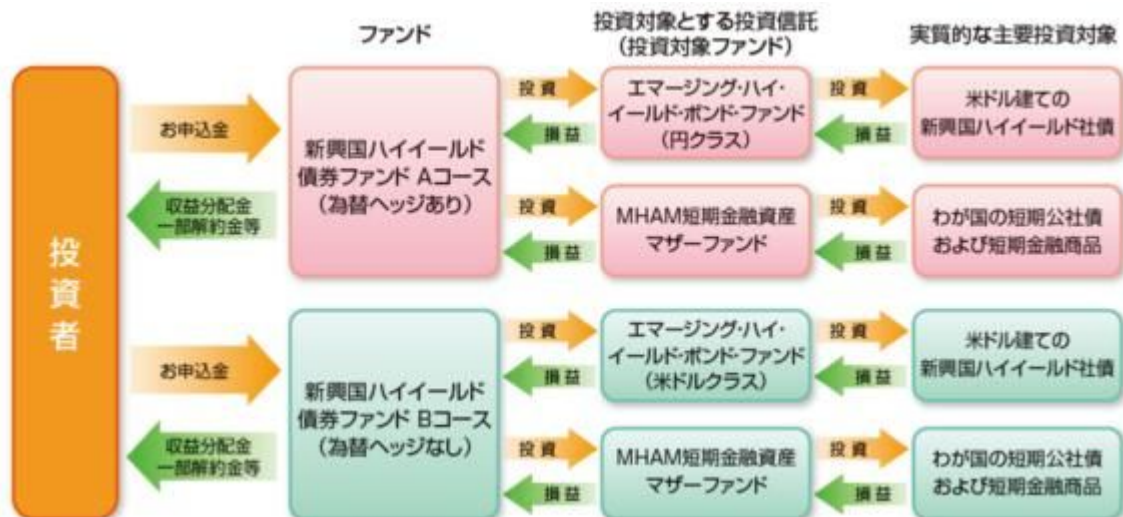 ファンド
投資対象とする投資信託
(投資対象ファンド)
実質的な主要投資対象
投資者
お申込金
収益分配金
一部解約金等
新興国ハイイールド
債券ファンド Aコース
(為替ヘッジあり)
投資
損益
エマージング・ハイ・
イールド・ボンド・ファンド
(円クラス)
投資
損益
米ドル建ての
新興国ハイイールド社債
投資
損益
MHAM短期金融資産
マザーファンド
投資
損益
わが国の短期公社債
および短期金融商品
お申込金
収益分配金
一部解約金等
新興国ハイイールド
債券ファンド Bコース
(為替ヘッジなし)
投資
損益
エマージング・ハイ・
イールド・ボンド・ファンド
(米ドルクラス)
投資
損益
米ドル建ての
新興国ハイイールド社債
投資
損益
MHAM短期金融資産
マザーファンド
投資
損益
わが国の短期公社債
および短期金融商品